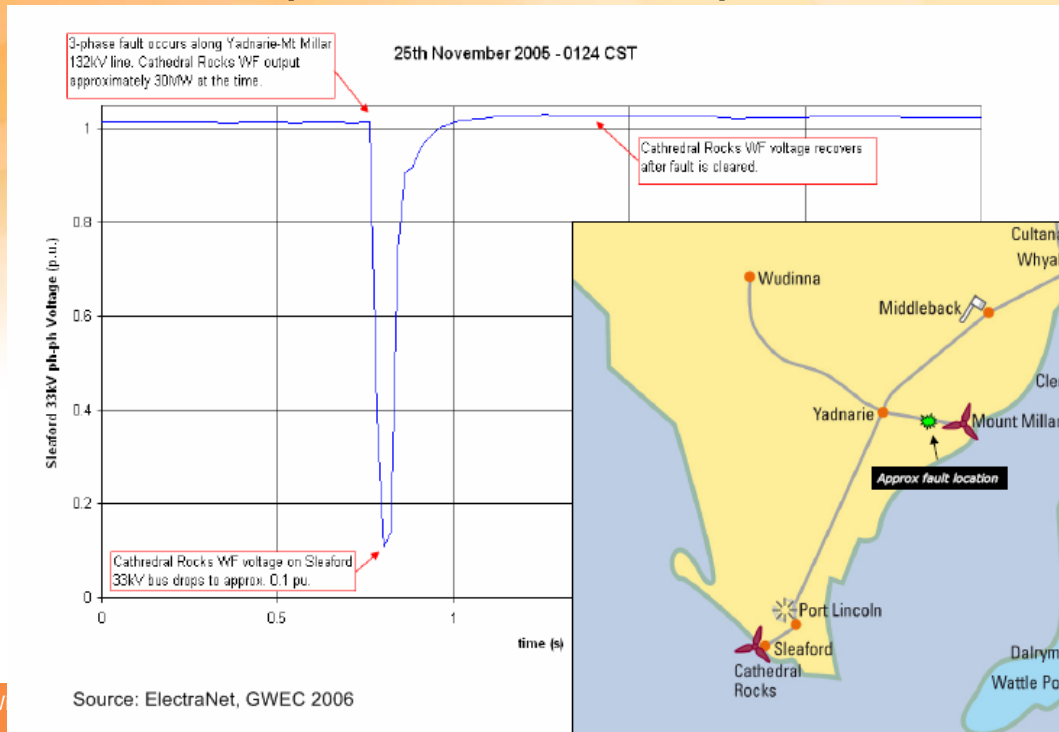 3-phase fault occurs along Yadnarie-Mt Millar
132kV line. Cathedral Rocks WF output
approximately 30MW at the time.
25th November 2005 - 0124 CST
Cathredral Rocks WF voltage recovers
after fault is cleared.
Sleaford 33kV ph-ph Voltage (p.u.)
1
0.8
0.6
0.4
0.2
0
Cathredral Rocks WF voltage on Sleaford
33kV bus drops to approx. 0.1 pu.
0
0.5
1
time (s)
Wudinna
Middleback
Yadnarie
Mount Millar
Approx fault location
Port Lincoln
Sleaford
Cathedral
Rocks
Source: ElectraNet, GWEC 2006